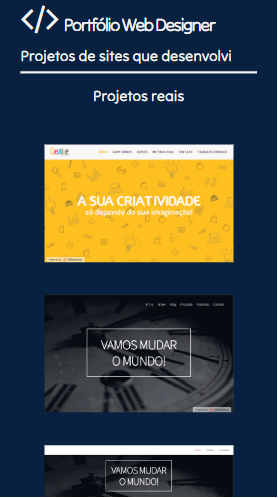 </> Portfólio Web Designer
Projetos de sites que desenvolvi
Projetos reais
A SUA CRIATIVIDADE
só depende da sua imaginação!
VAMOS MUDAR
O MUNDO!
VAMOS MUDAR
O MUNDO!